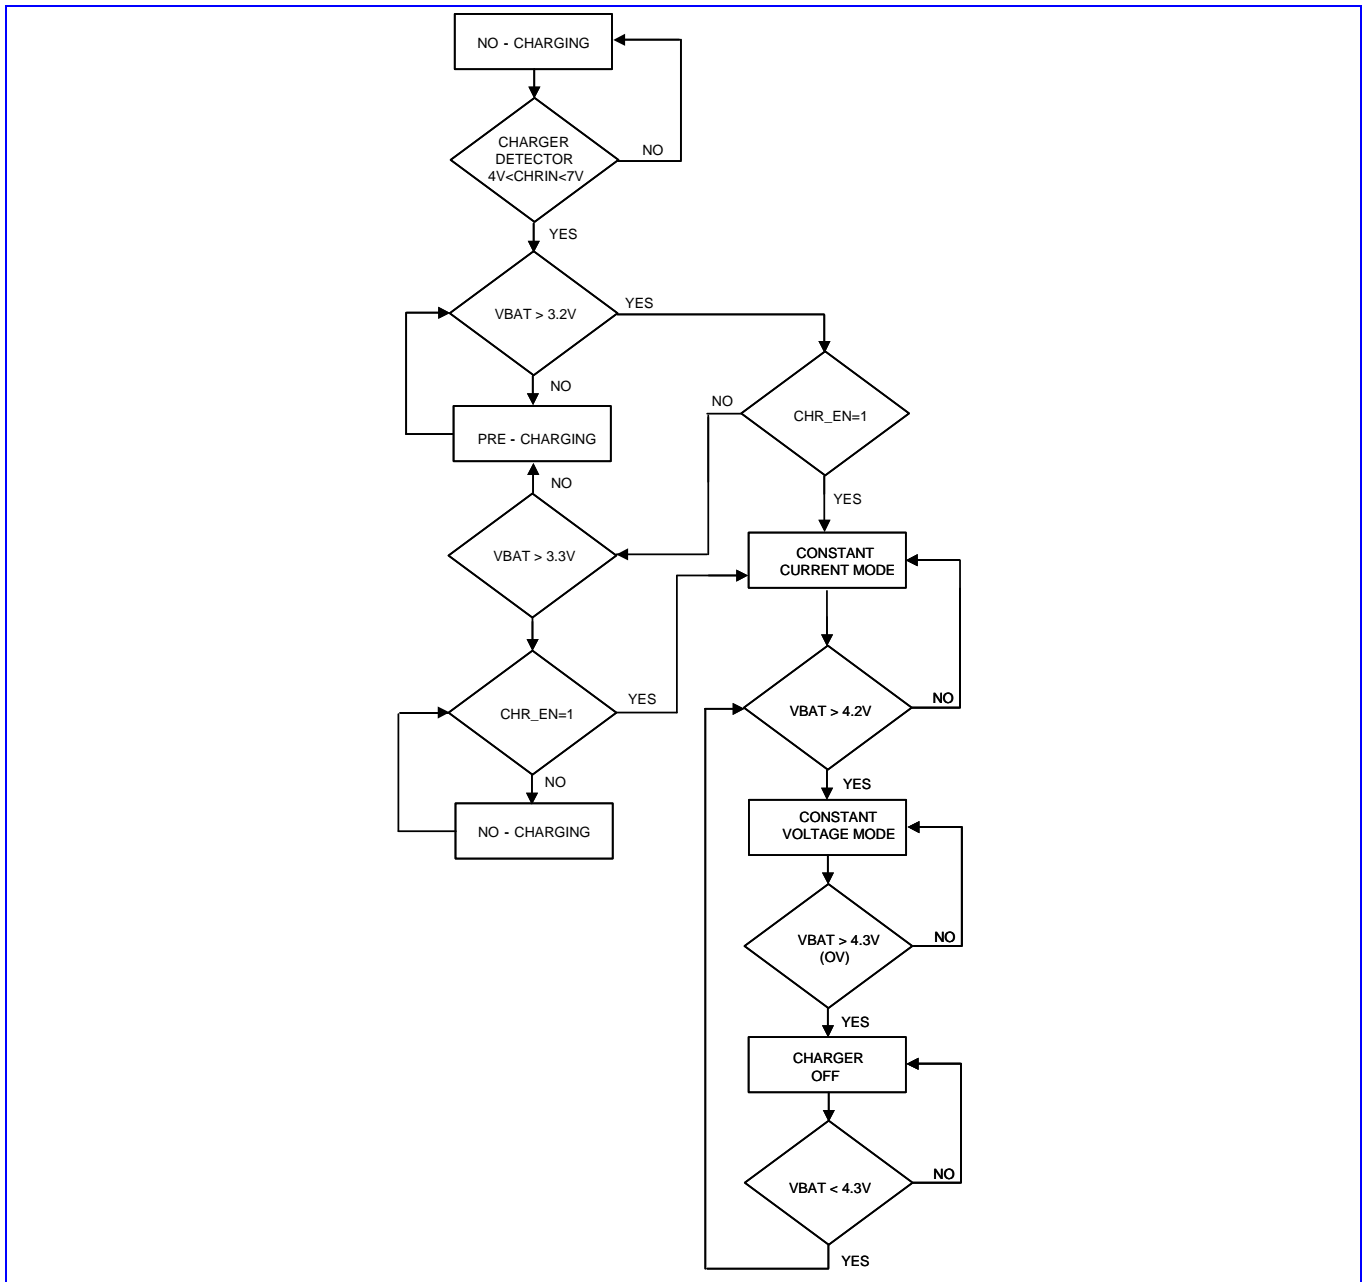 NO - CHARGING
CHARGER
DETECTOR
4V<CHRIN<7V
NO
YES
VBAT > 3.2V
YES
NO
PRE - CHARGING
CHR_EN=1
NO
YES
NO
VBAT > 3.3V
CONSTANT
CURRENT MODE
CHR_EN=1
YES
NO
NO - CHARGING
VBAT > 4.2V
NO
YES
CONSTANT
VOLTAGE MODE
VBAT > 4.3V
(OV)
NO
YES
CHARGER
OFF
VBAT < 4.3V
NO
YES